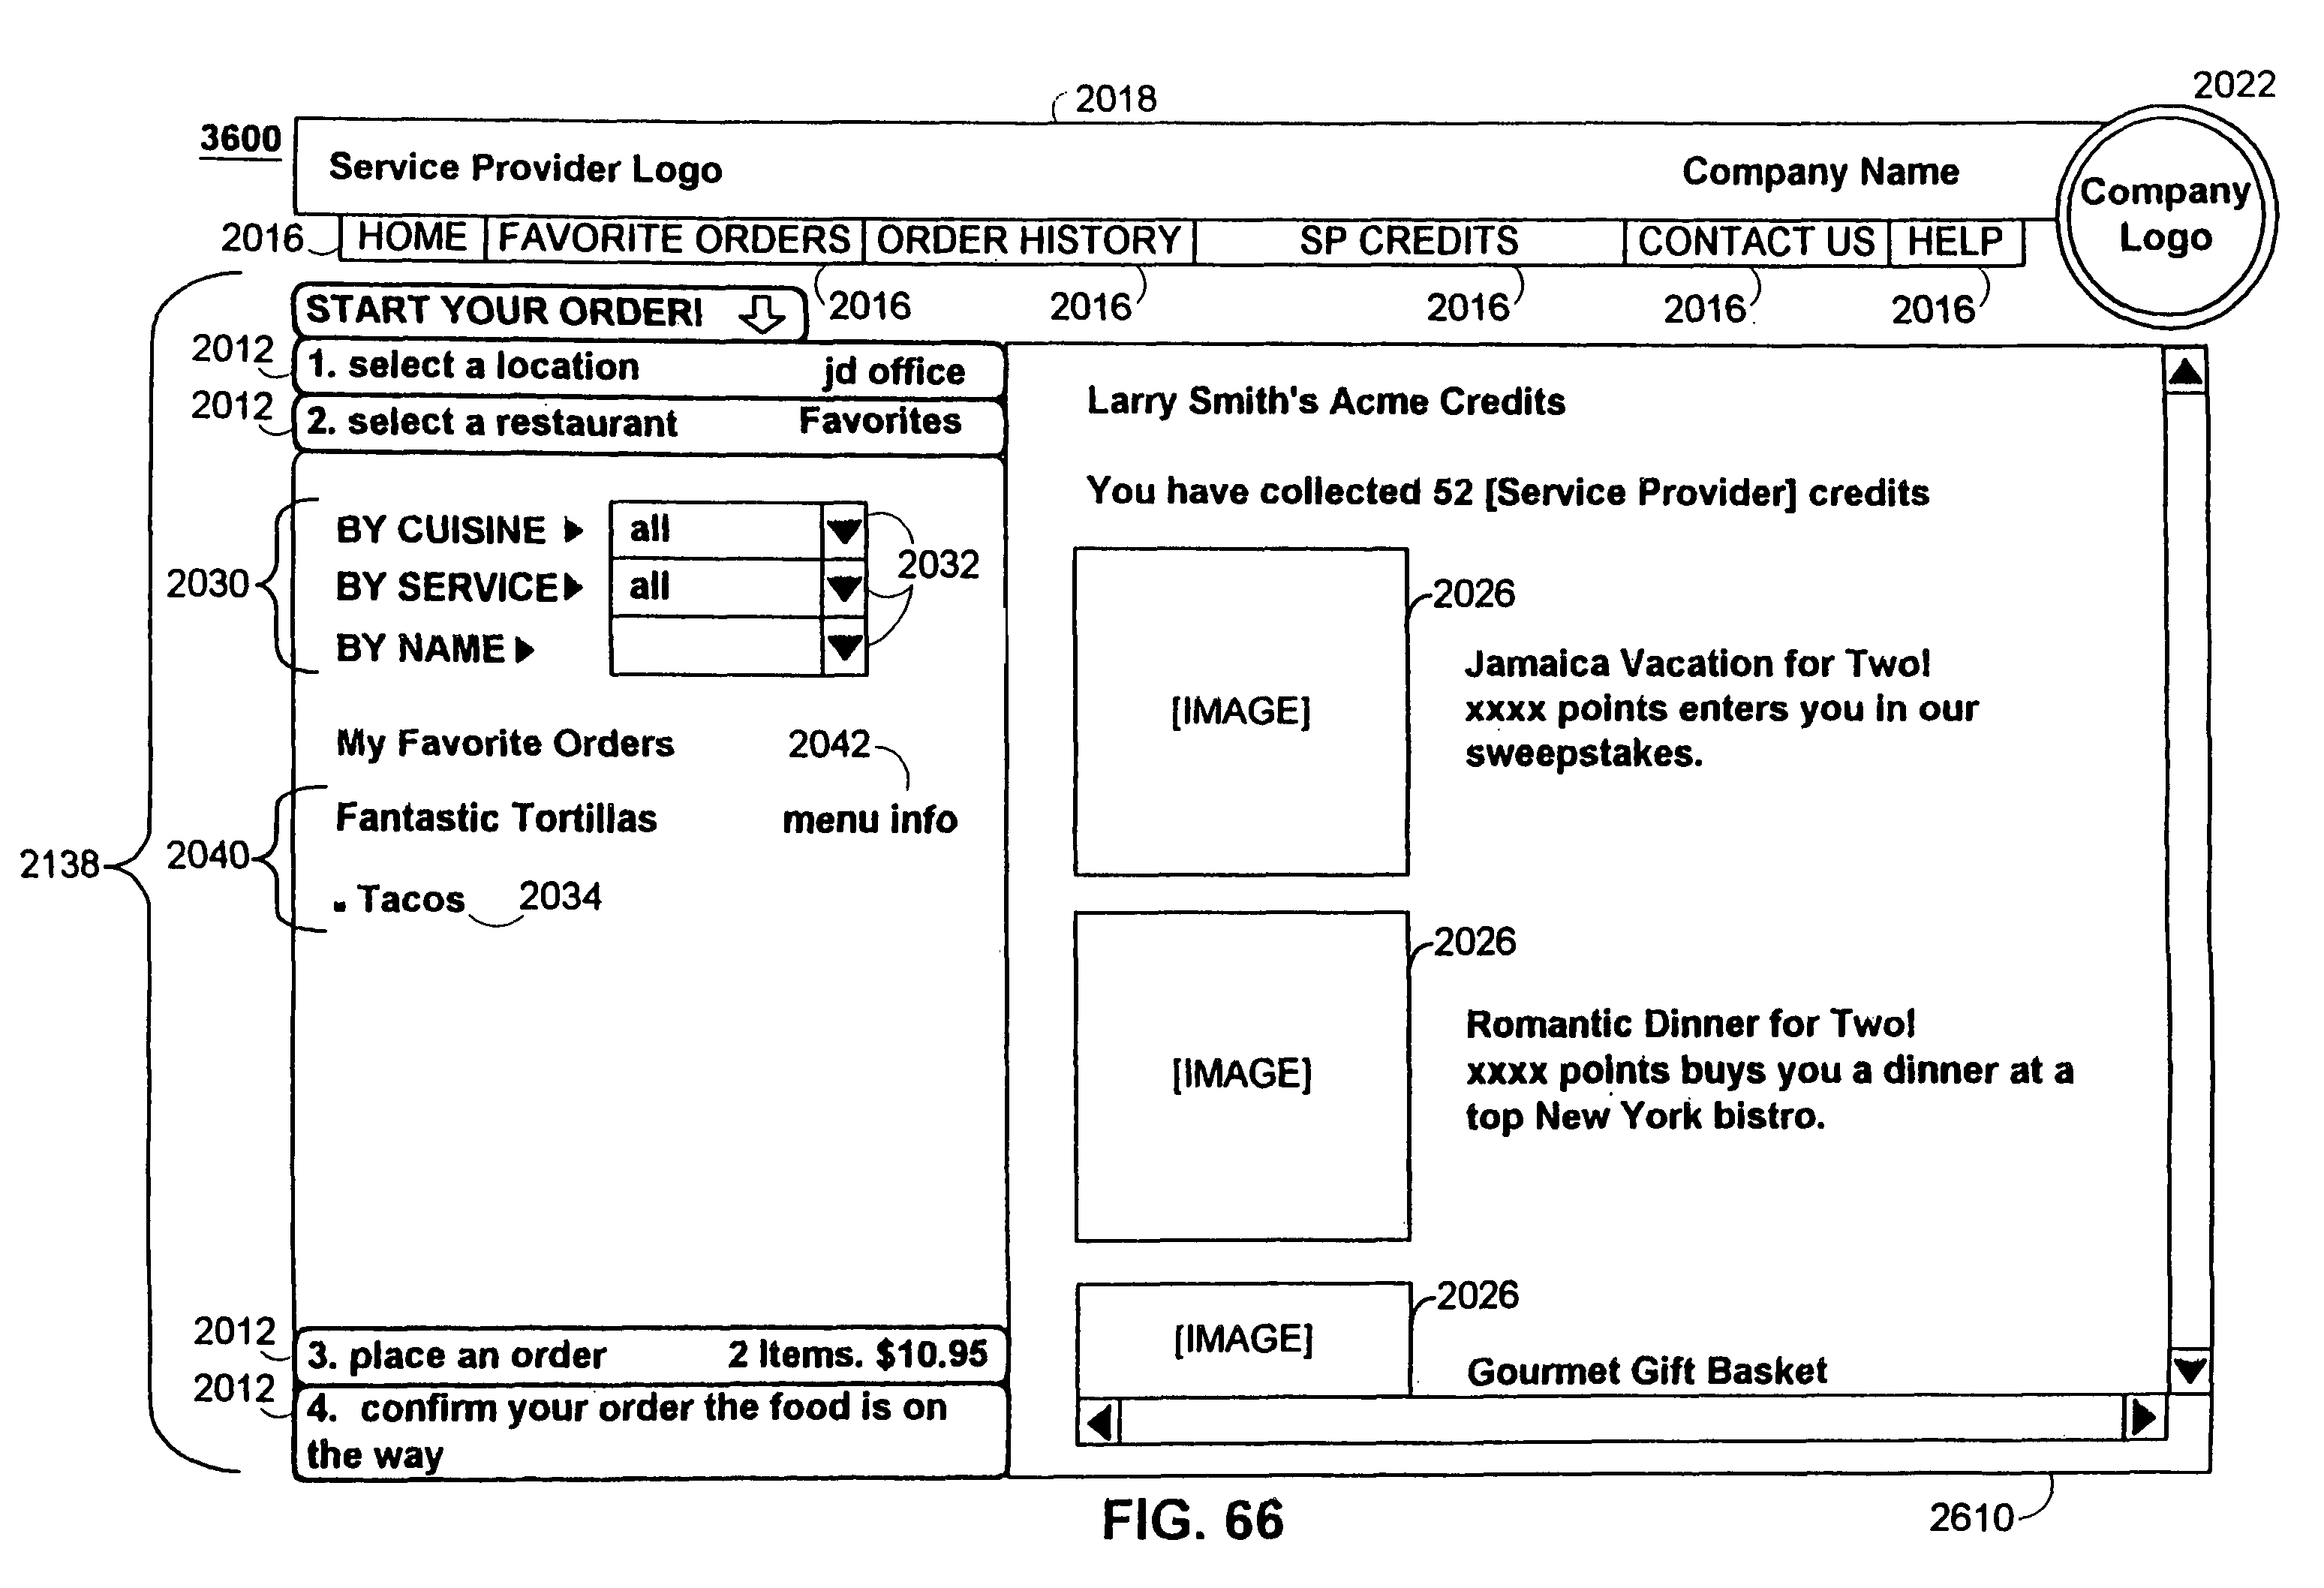 2022
2018
3600
Service Provider Logo Company Name
Company
Logo
2016 HOME FAVORITE ORDERS ORDER HISTORY SP CREDITS CONTACT US HELP
2016 2016 2016 2016 2016
START YOUR ORDER!
2012 1. select a location jd office
2012 2. select a restaurant Favorites
2030
BY CUISINE all
BY SERVICE all
BY NAME
2032
My Favorite Orders 2042
2040
Fantastic Tortillas menu info
2138
. Tacos 2034
Larry Smith's Acme Credits
You have collected 52 [Service Provider] credits
2026
[IMAGE]
Jamaica Vacation for Two!
xxxx points enters you in our
sweepstakes.
2026
[IMAGE]
Romantic Dinner for Two!
xxxx points buys you a dinner at a
top New York bistro.
2026
[IMAGE]
Gourmet Gift Basket
2012 3. place an order 2 Items. $10.95
2012 4. confirm your order the food is on
the way
2610
FIG. 66